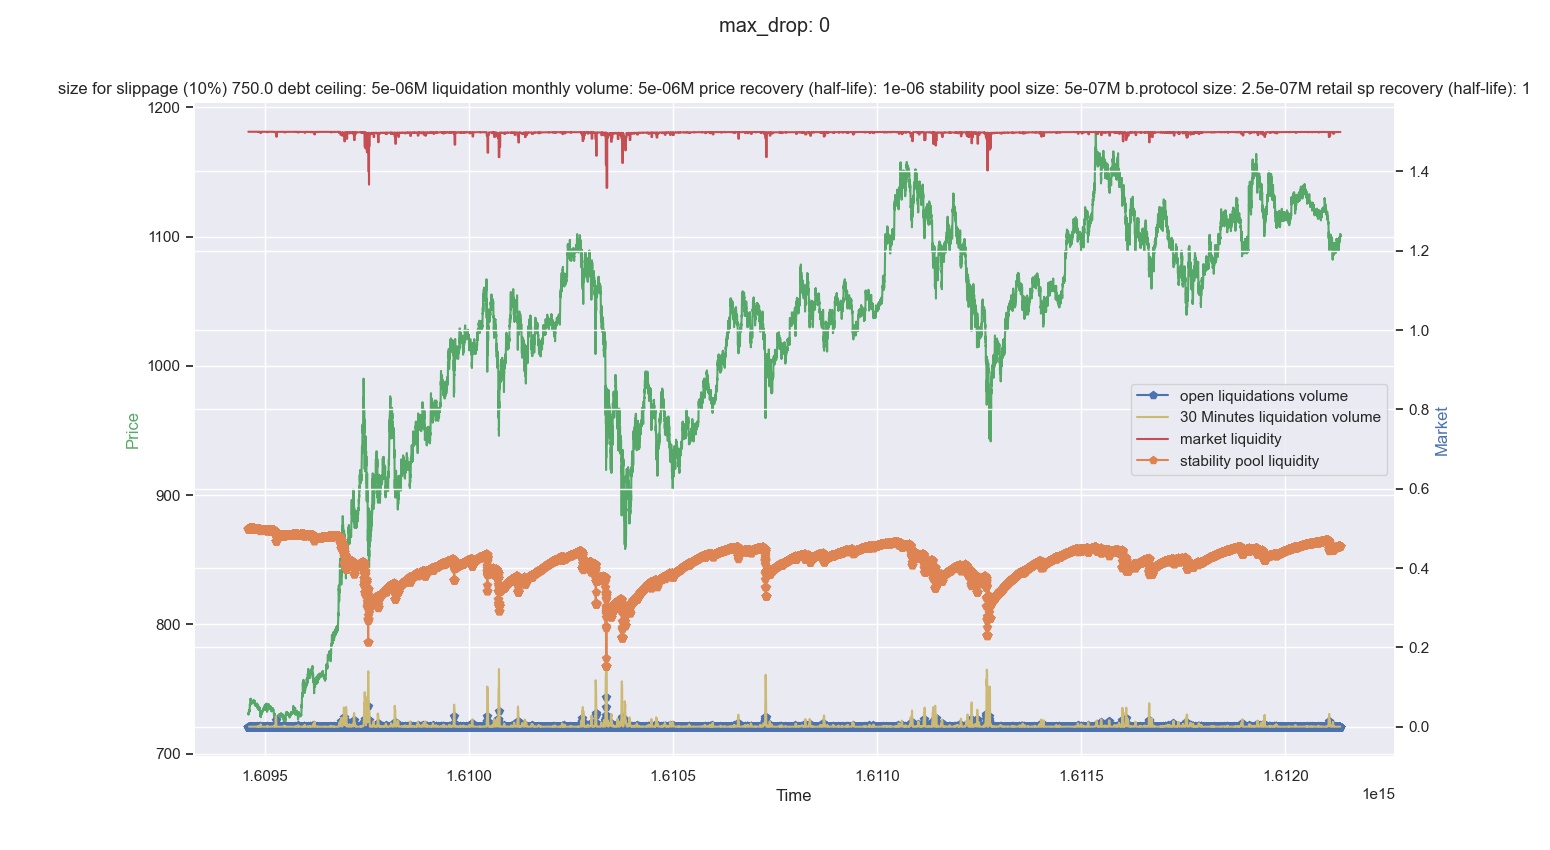 max_drop: 0
size for slippage (10%) 750.0 debt ceiling: 5e-06M liquidation monthly volume: 5e-06M price recovery (half-life): 1e-06 stability pool size: 5e-07M b.protocol size: 2.5e-07M retail sp recovery (half-life): 1
1200
1100
1000
900
800
700
Price
1.4
1.2
1.0
0.8
0.6
0.4
0.2
0.0
Market
open liquidations volume
30 Minutes liquidation volume
market liquidity
stability pool liquidity
1.6095 1.6100 1.6105 1.6110 1.6115 1.6120
Time
1e15